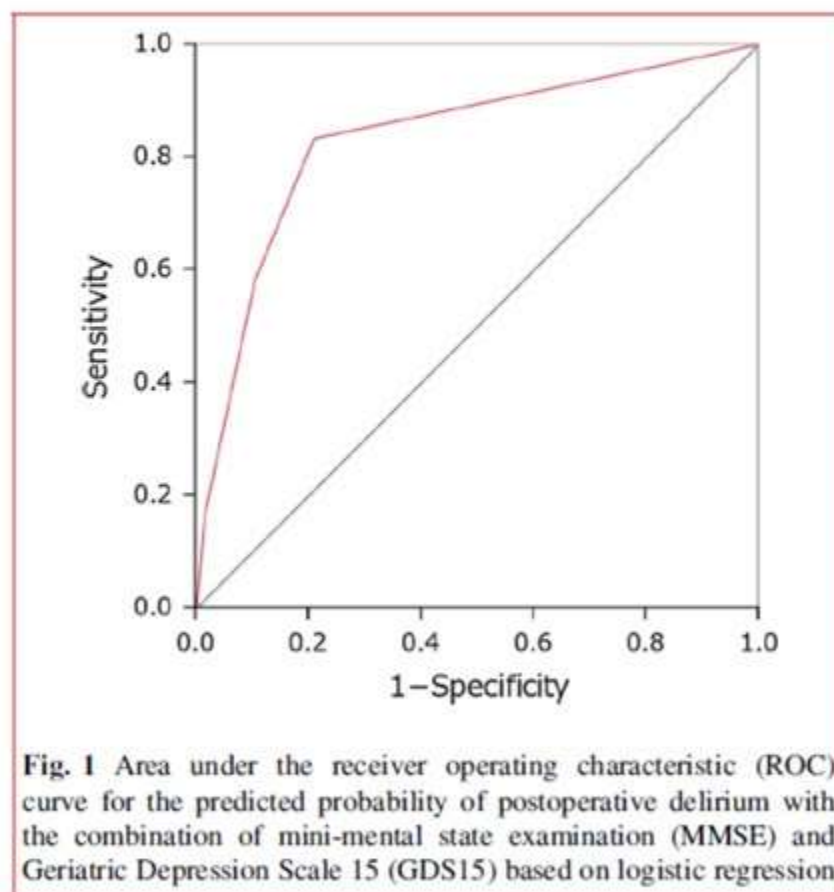 1.0
0.8
0.6
0.4
0.2
0.0
Sensitivity
0.0 0.2 0.4 0.6 0.8 1.0
1−Specificity
Fig. 1 Area under the receiver operating characteristic (ROC)
curve for the predicted probability of postoperative delirium with
the combination of mini-mental state examination (MMSE) and
Geriatric Depression Scale 15 (GDS15) based on logistic regression